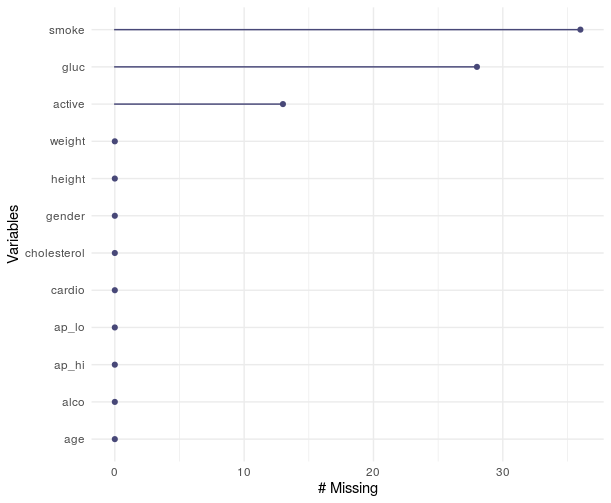 smoke
gluc
active
weight
height
gender
cholesterol
cardio
ap_lo
ap_hi
alco
age
Variables
0 10 20 30
# Missing